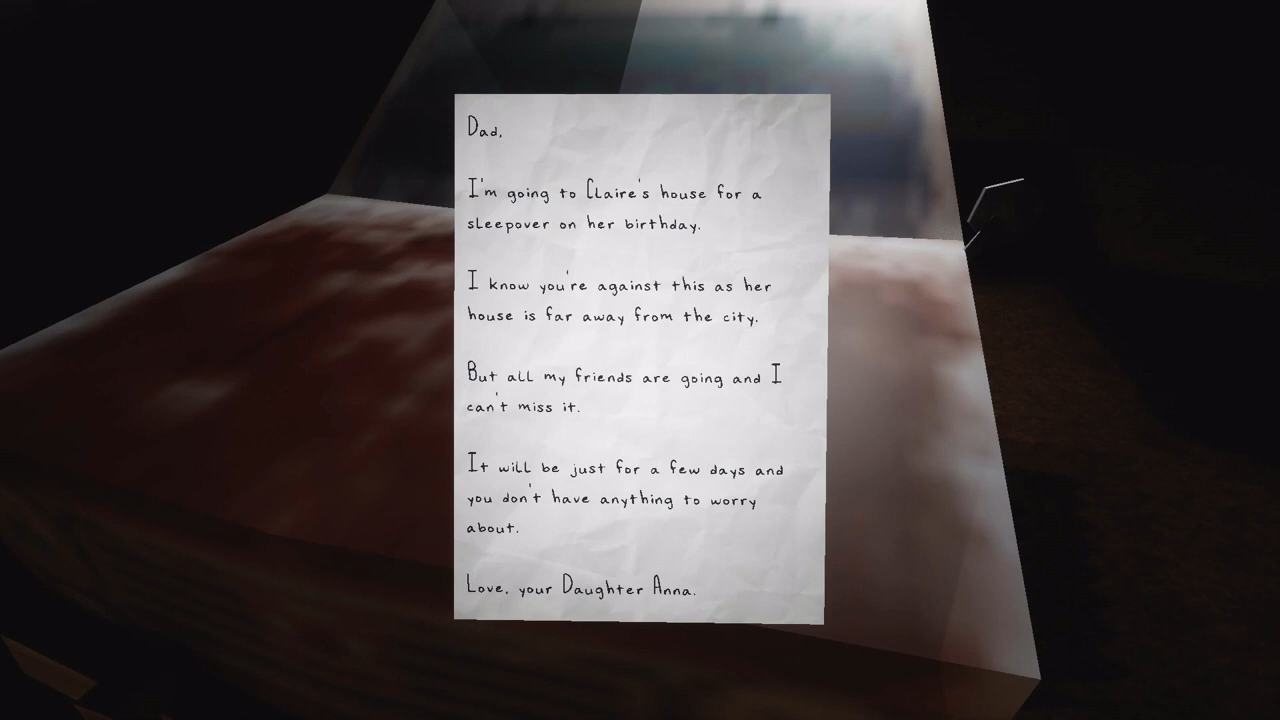 Dad,
I'm going to Claire's house for a
sleepover on her birthday.
I know you're against this as her
house is far away from the city.
But all my friends are going and I
can't miss it.
It will be just for a few days and
you don't have anything to worry
about.
Love, your Daughter Anna.